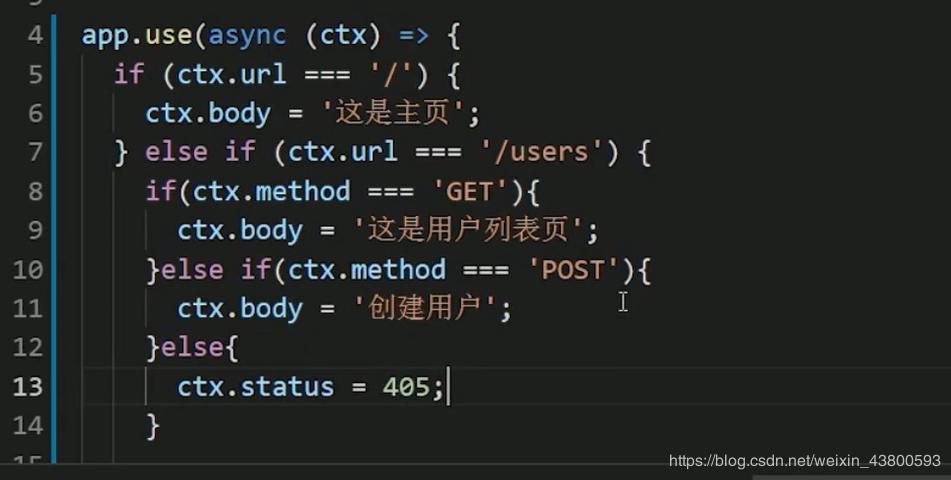 4 app.use(async (ctx) => {
5 if (ctx.url === '/') {
6 ctx.body = '这是主页';
7 } else if (ctx.url === '/users') {
8 if(ctx.method === 'GET'){
9 ctx.body = '这是用户列表页';
10 }else if(ctx.method === 'POST'){
11 ctx.body = '创建用户';
12 }else{
13 ctx.status = 405;
14 }
15
https://blog.csdn.net/weixin_43800593